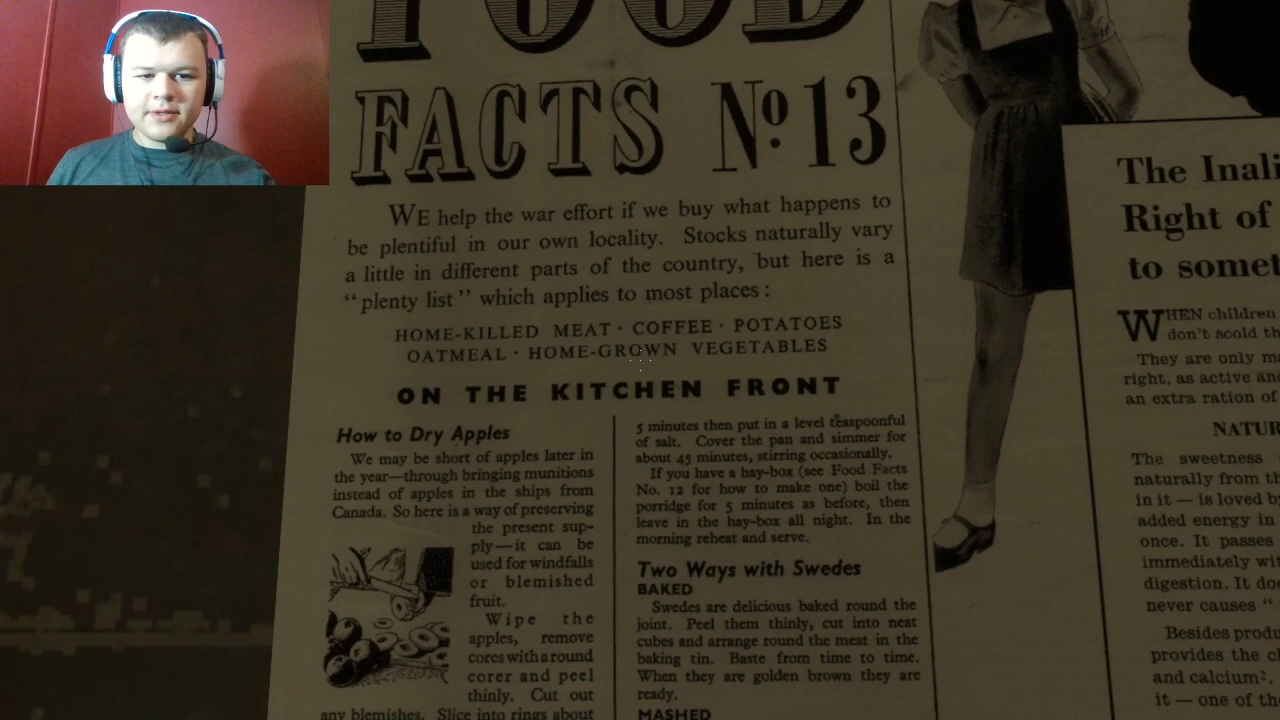 FOOD
FACTS No. 13
WE help the war effort if we buy what happens to
be plentiful in our own locality. Stocks naturally vary
a little in different parts of the country, but here is a
“plenty list” which applies to most places :
HOME-KILLED MEAT · COFFEE · POTATOES
OATMEAL · HOME-GROWN VEGETABLES
ON THE KITCHEN FRONT
How to Dry Apples
We may be short of apples later in
the year—through bringing munitions
instead of apples in the ships from
Canada. So here is a way of preserving
the present sup-
ply—it can be
used for windfalls
or blemished
fruit.
Wipe the
apples, remove
cores with a round
corer and peel
thinly. Cut out
any blemishes. Slice into rings about
5 minutes then put in a level teaspoonful
of salt. Cover the pan and simmer for
about 45 minutes, stirring occasionally.
If you have a hay-box (see Food Facts
No. 12 for how to make one) boil the
porridge for 5 minutes as before, then
leave in the hay-box all night. In the
morning reheat and serve.
Two Ways with Swedes
BAKED
Swedes are delicious baked round the
joint. Peel them thinly, cut into neat
cubes and arrange round the meat in the
baking tin. Baste from time to time.
When they are golden brown they are
ready.
MASHED
The Inali
Right of
to somet
WHEN children
don't scold th
They are only ma
right, as active and
an extra ration of
NATUR
The sweetness
naturally from th
in it — is loved b
added energy in
once. It passes
immediately wi
digestion. It doe
never causes “
Besides produ
provides the c
and calcium².
it — one of th